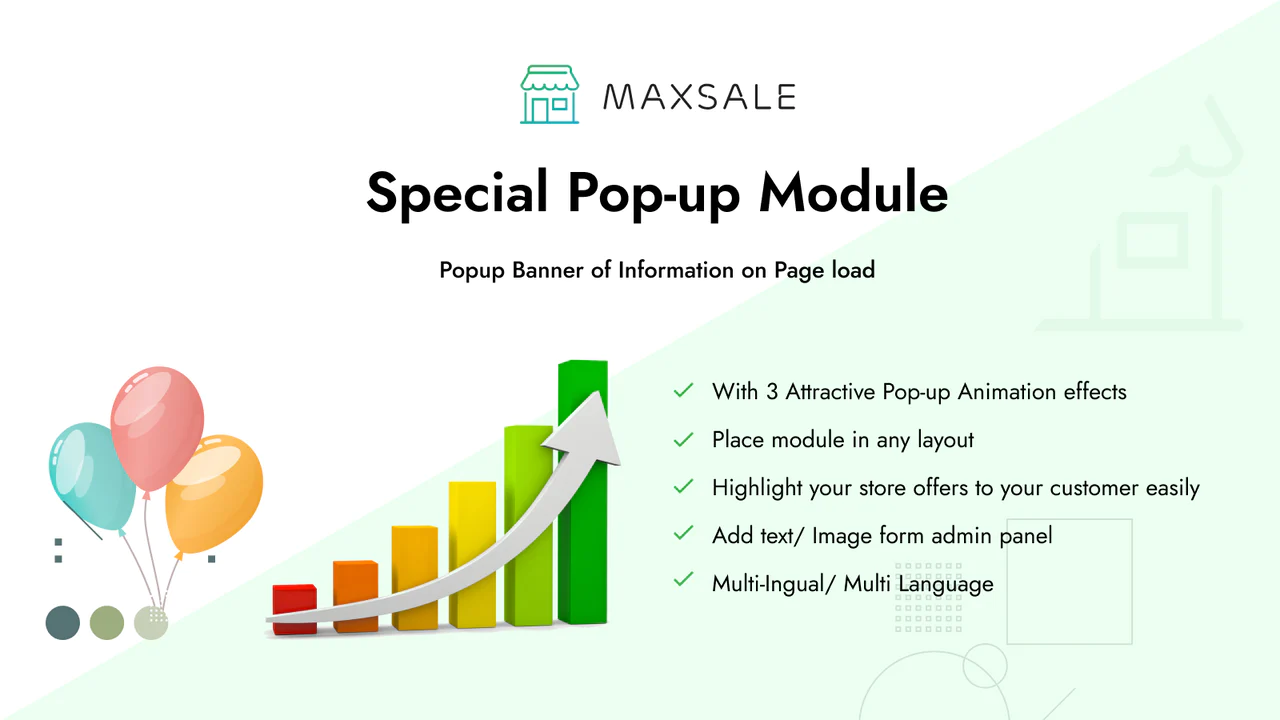 MAXSALE
Special Pop-up Module
Popup Banner of Information on Page load
With 3 Attractive Pop-up Animation effects
Place module in any layout
Highlight your store offers to your customer easily
Add text/ Image form admin panel
Multi-Ingual/ Multi Language